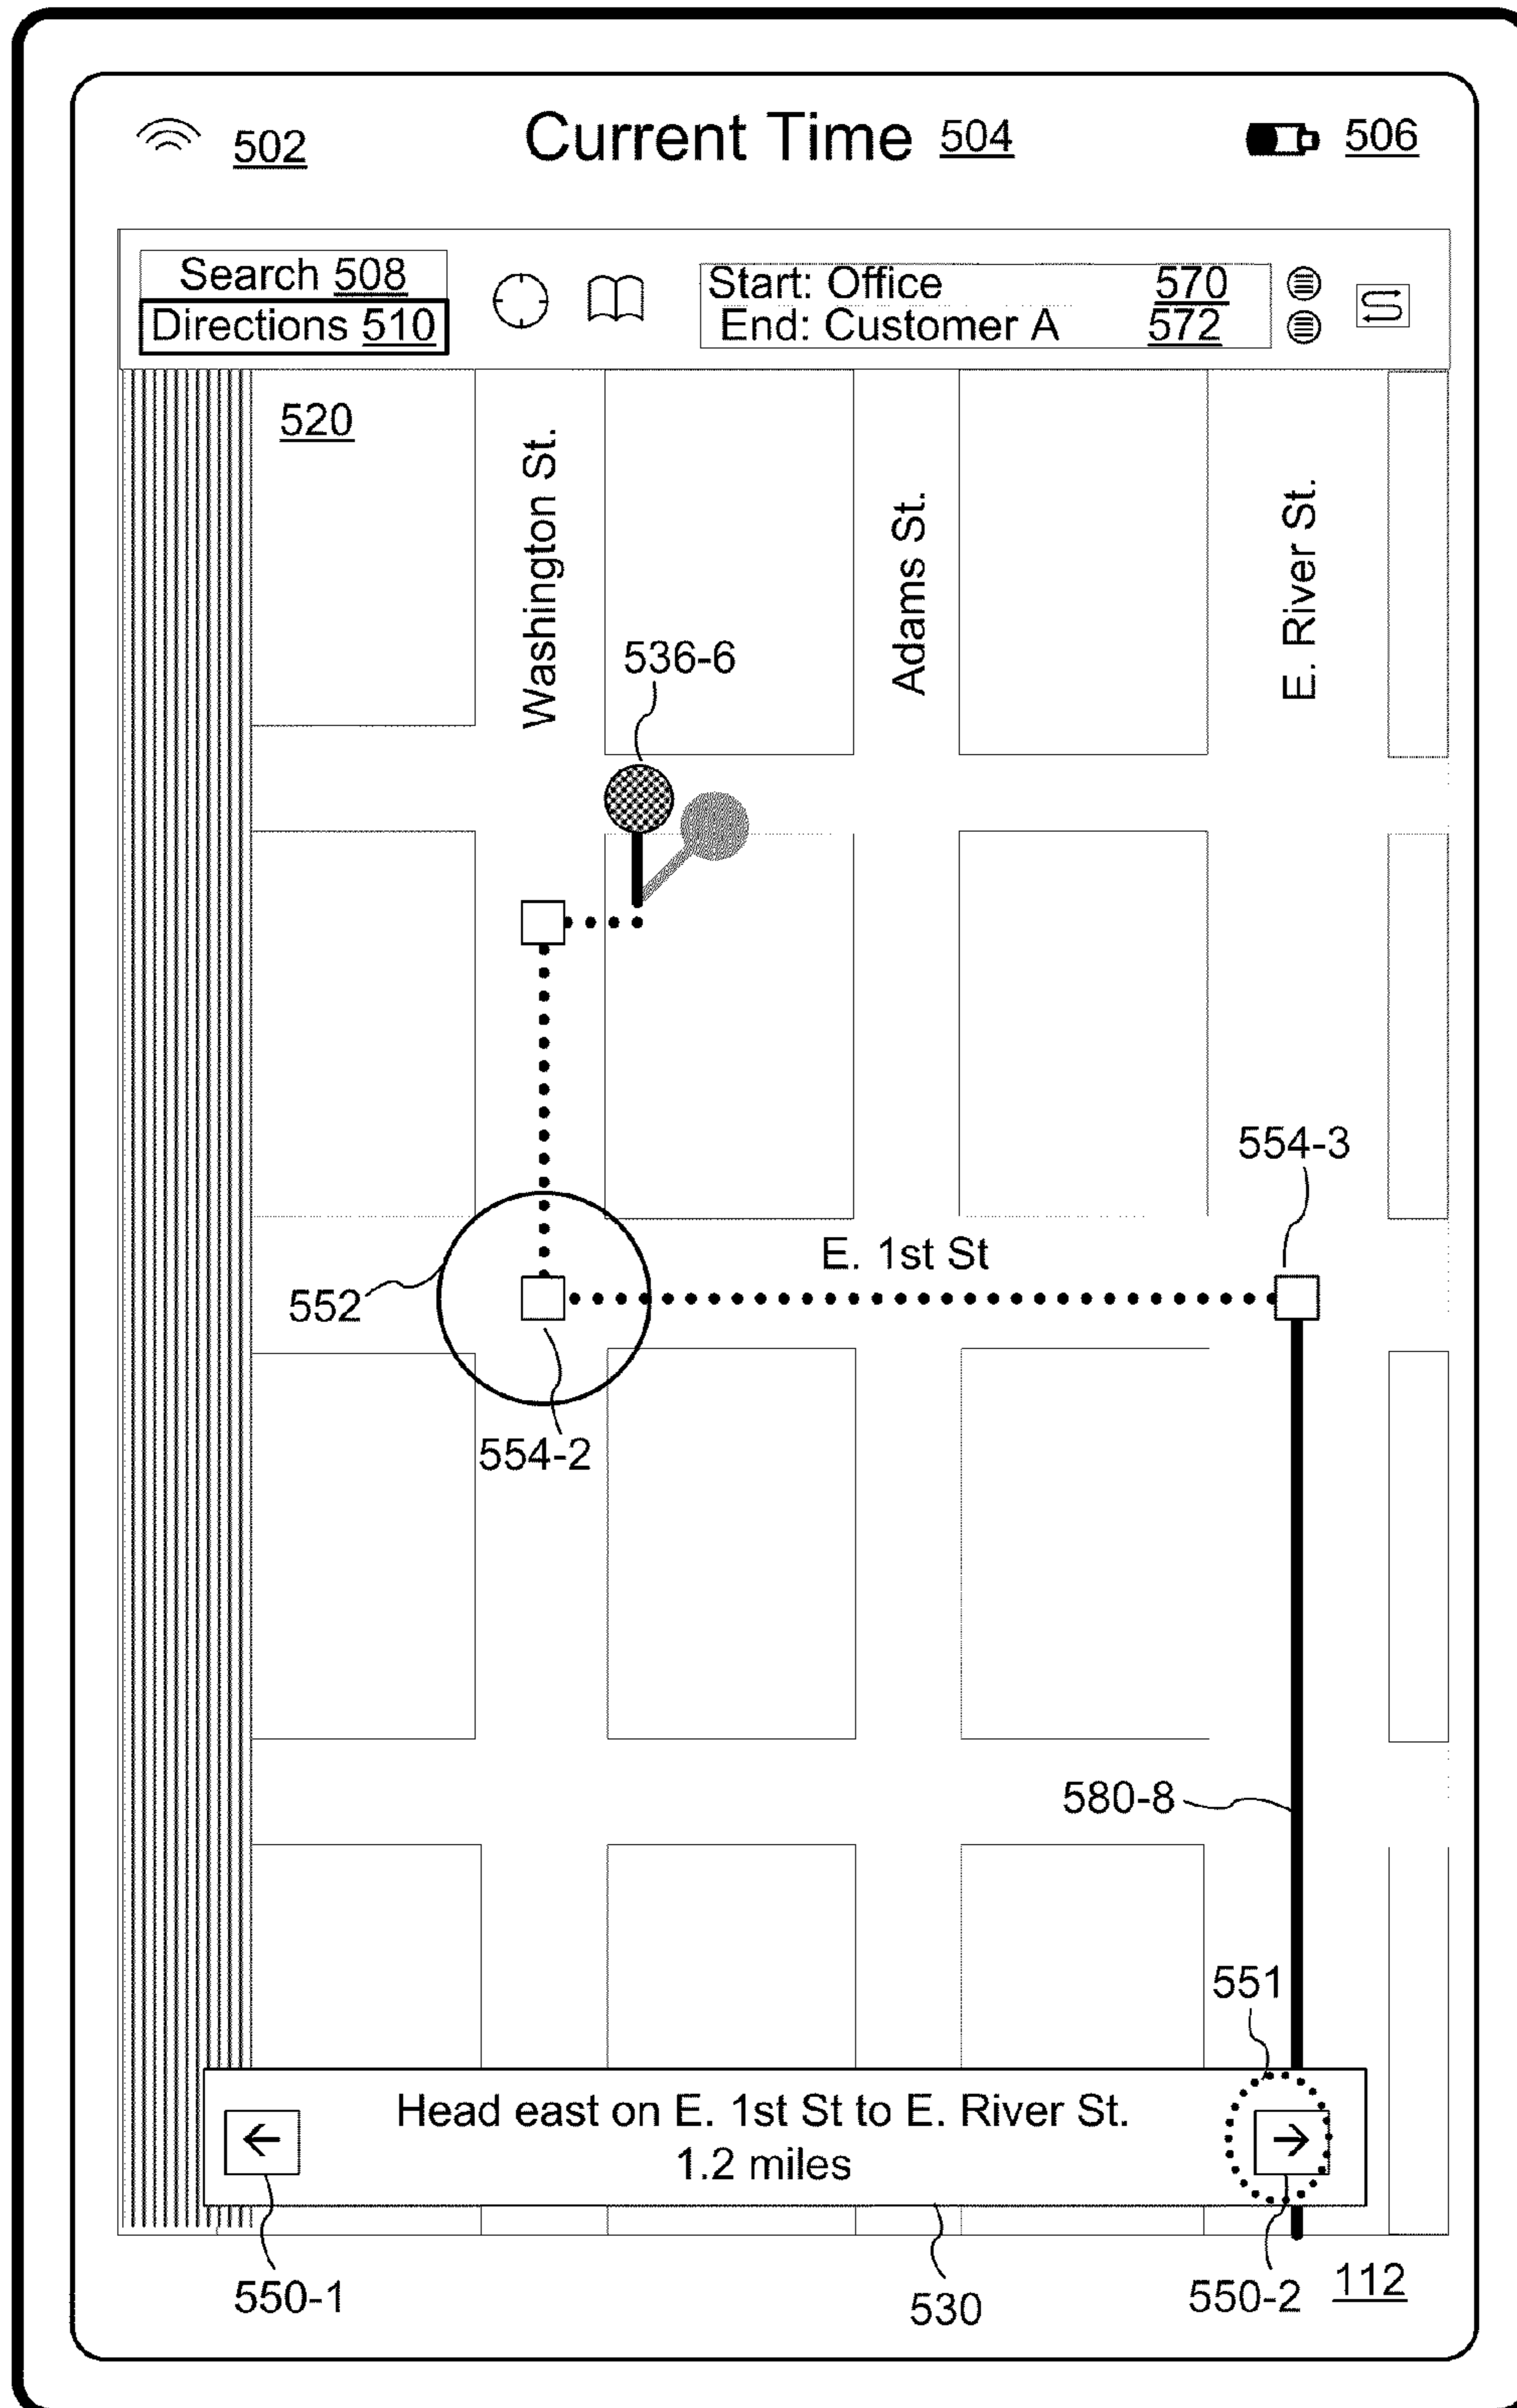 502
Current Time 504
506
Search 508
Directions 510
Start: Office 570
End: Customer A 572
520
Washington St.
Adams St.
E. River St.
536-6
554-3
E. 1st St
552
554-2
580-8
551
Head east on E. 1st St to E. River St.
1.2 miles
550-1
530
550-2
112